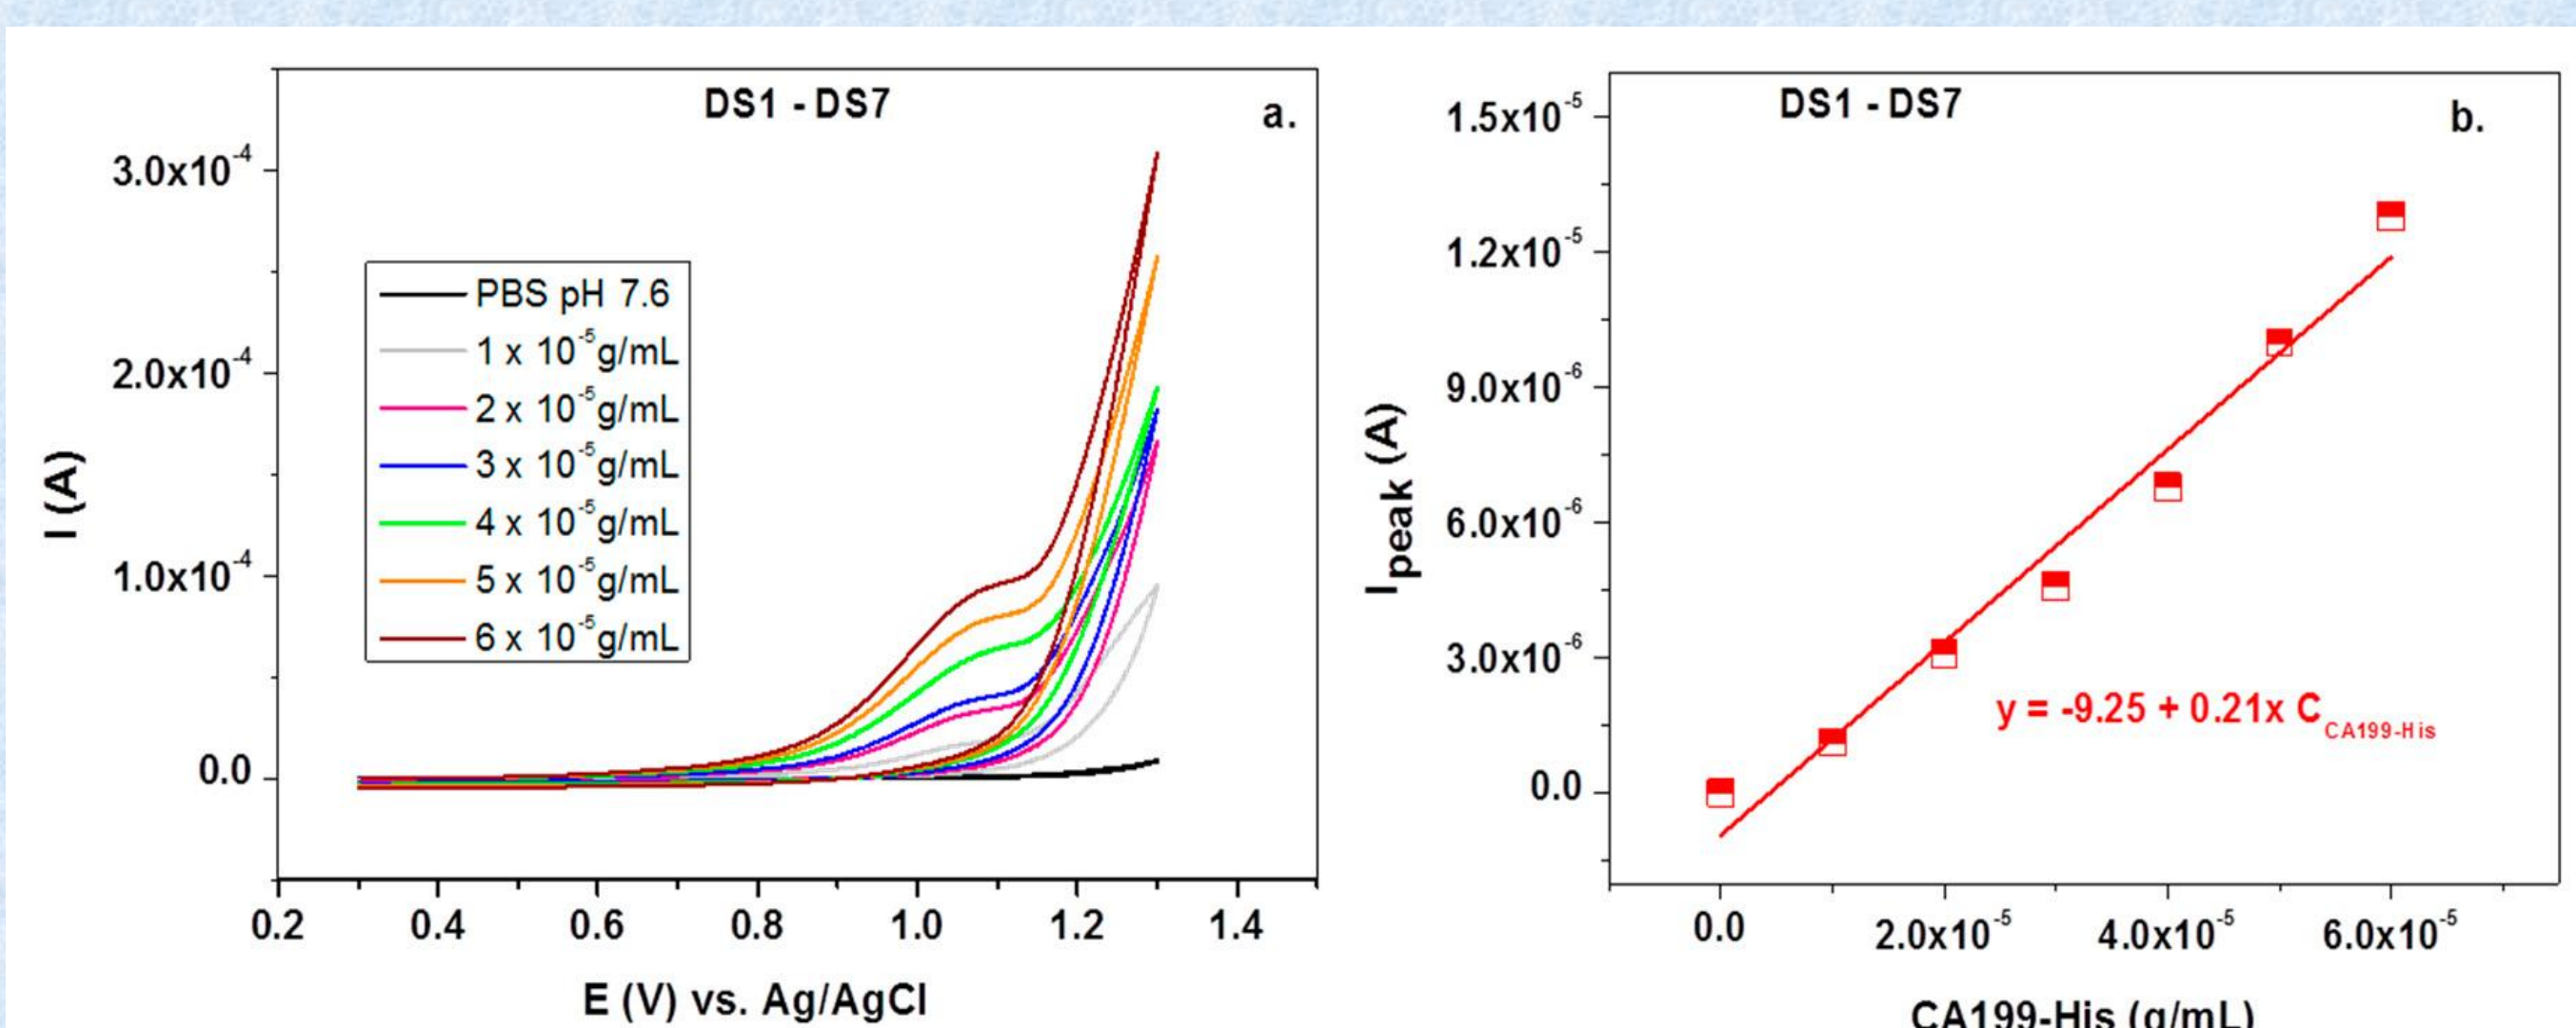 DS1 - DS7
a.
3.0x10⁻⁴
2.0x10⁻⁴
1.0x10⁻⁴
0.0
I (A)
PBS pH 7.6
1 x 10⁻⁵g/mL
2 x 10⁻⁵g/mL
3 x 10⁻⁵g/mL
4 x 10⁻⁵g/mL
5 x 10⁻⁵g/mL
6 x 10⁻⁵g/mL
0.2 0.4 0.6 0.8 1.0 1.2 1.4
E (V) vs. Ag/AgCl
DS1 - DS7
b.
1.5x10⁻⁵
1.2x10⁻⁵
9.0x10⁻⁶
6.0x10⁻⁶
3.0x10⁻⁶
0.0
I peak (A)
y = -9.25 + 0.21x C CA199-His
0.0 2.0x10⁻⁵ 4.0x10⁻⁵ 6.0x10⁻⁵
CA199-His (g/mL)